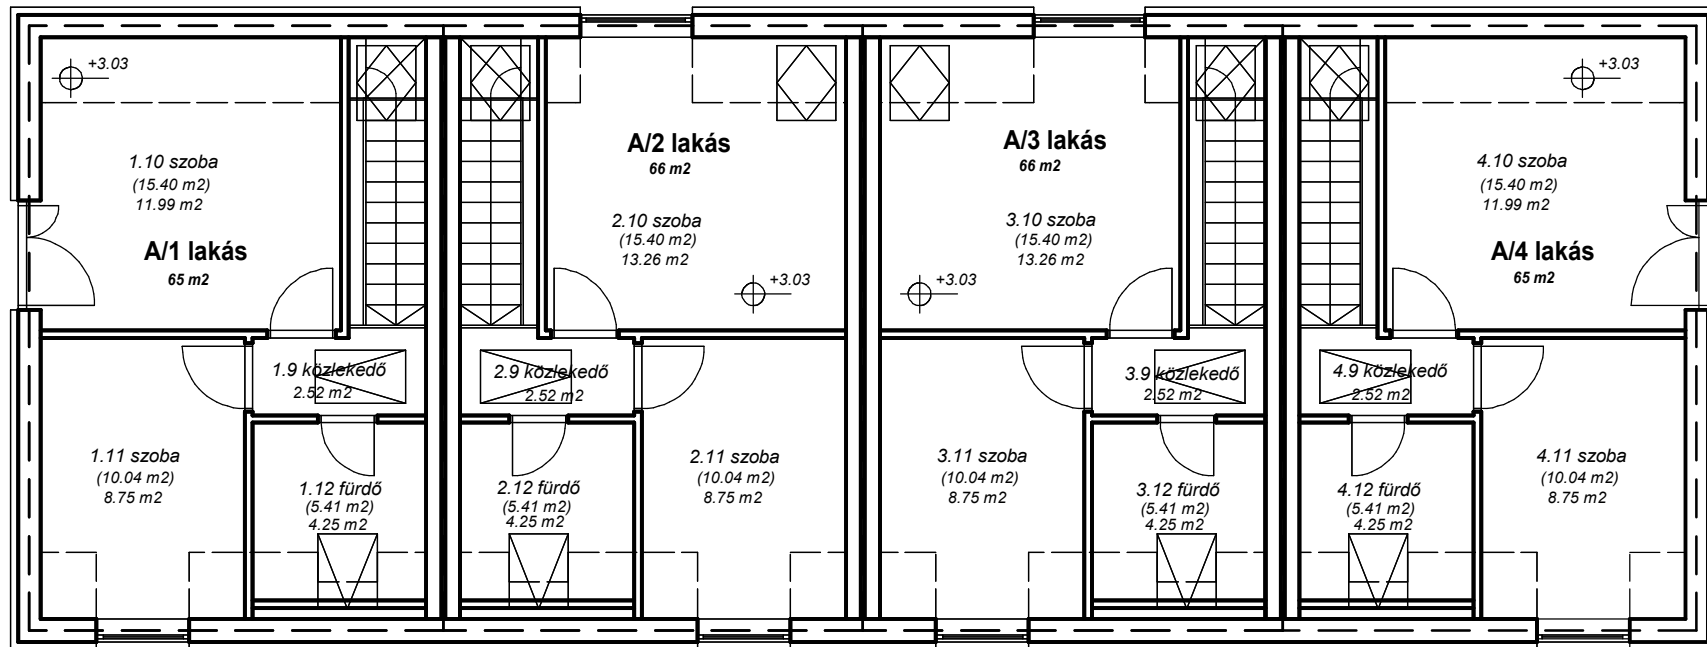 +3.03
1.10 szoba
(15.40 m2)
11.99 m2
A/1 lakás
65 m2
1.9 közlekedő
2.52 m2
1.11 szoba
(10.04 m2)
8.75 m2
1.12 fürdő
(5.41 m2)
4.25 m2
A/2 lakás
66 m2
2.10 szoba
(15.40 m2)
13.26 m2
+3.03
2.9 közlekedő
2.52 m2
2.12 fürdő
(5.41 m2)
4.25 m2
2.11 szoba
(10.04 m2)
8.75 m2
A/3 lakás
66 m2
3.10 szoba
(15.40 m2)
13.26 m2
+3.03
3.9 közlekedő
2.52 m2
3.11 szoba
(10.04 m2)
8.75 m2
3.12 fürdő
(5.41 m2)
4.25 m2
+3.03
4.10 szoba
(15.40 m2)
11.99 m2
A/4 lakás
65 m2
4.9 közlekedő
2.52 m2
4.12 fürdő
(5.41 m2)
4.25 m2
4.11 szoba
(10.04 m2)
8.75 m2